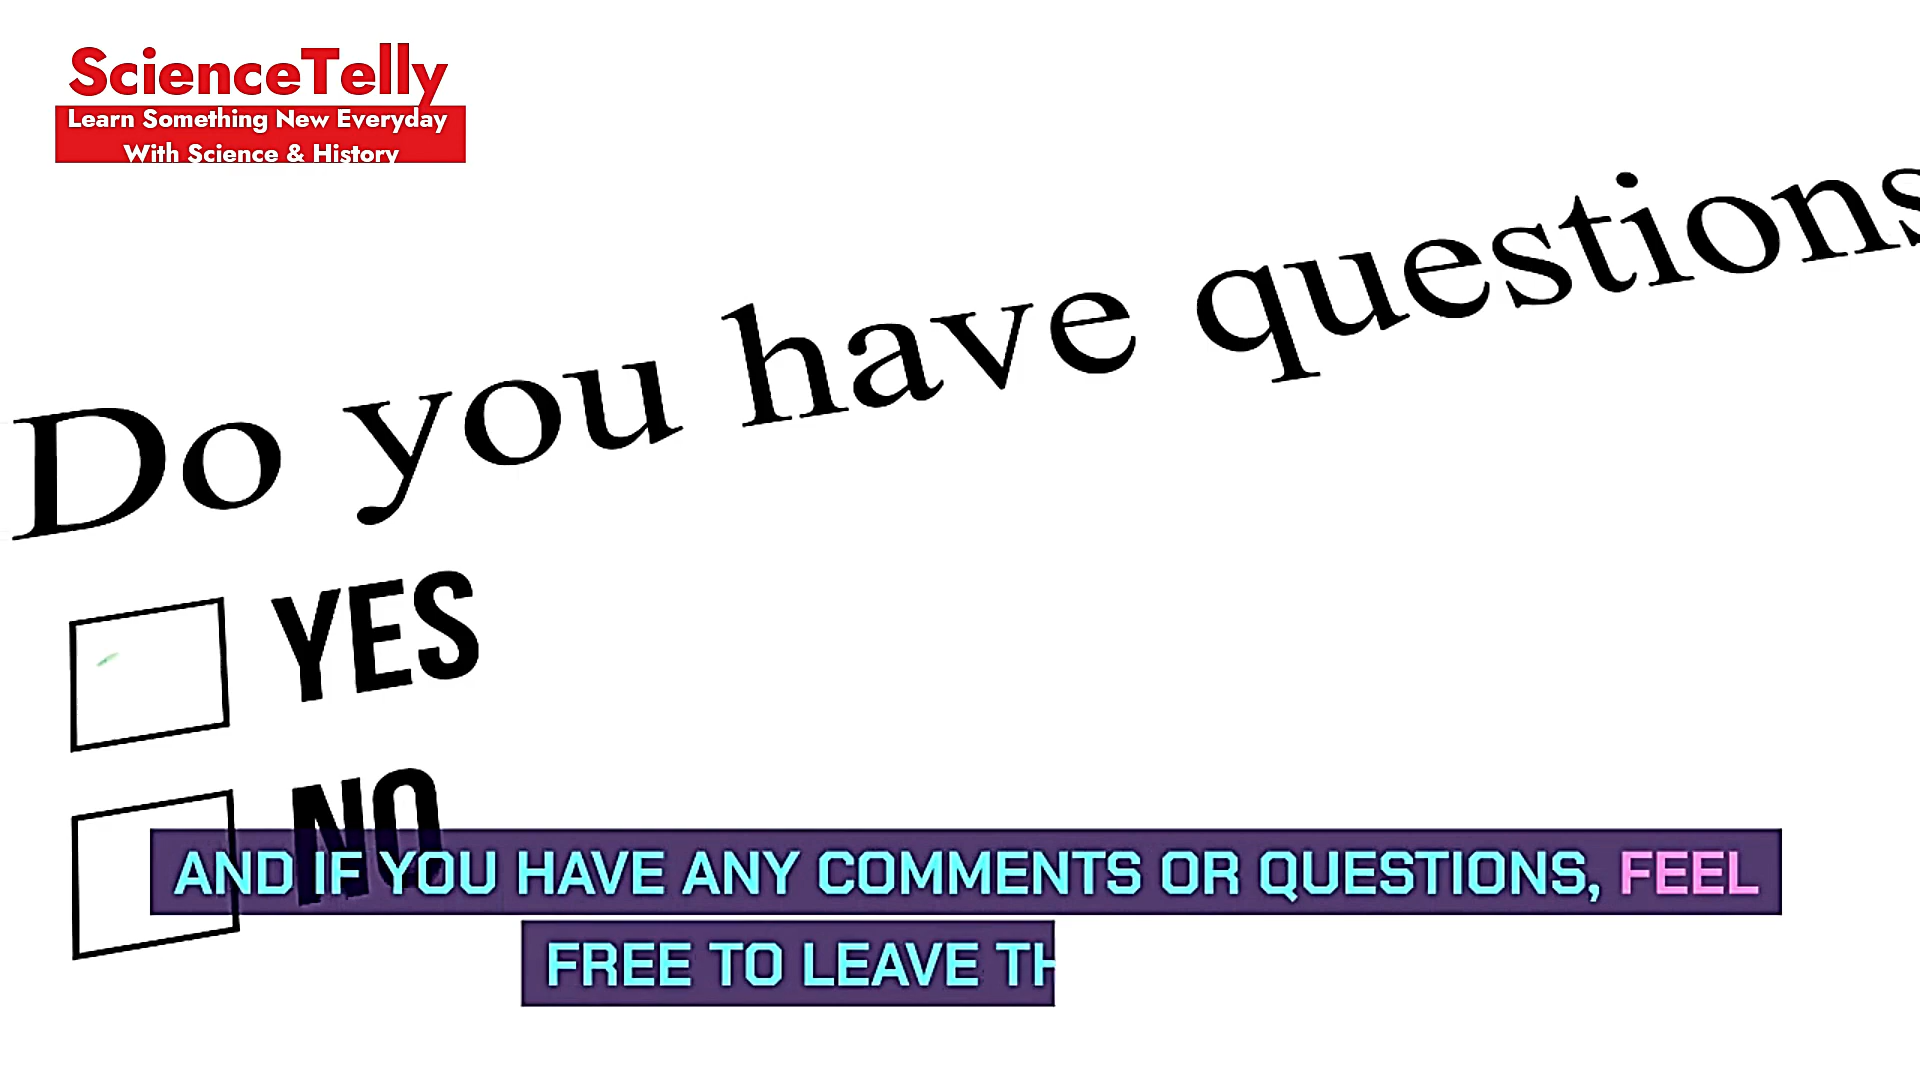 ScienceTelly
Learn Something New Everyday
With Science & History
Do you have questions
YES
NO
AND IF YOU HAVE ANY COMMENTS OR QUESTIONS, FEEL
FREE TO LEAVE